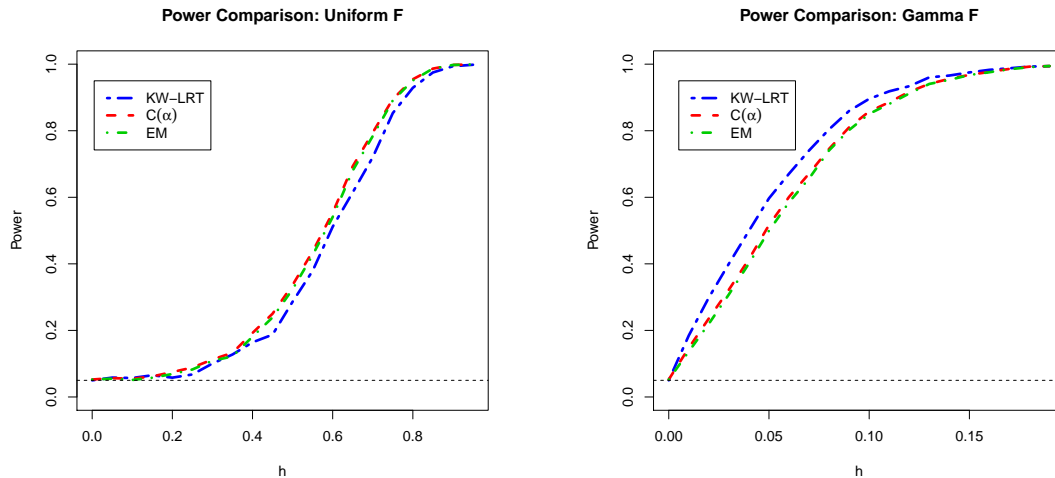 Power Comparison: Uniform F
1.0
0.8
0.6
0.4
0.2
0.0
Power
KW−LRT
C(α)
EM
0.0 0.2 0.4 0.6 0.8
h
Power Comparison: Gamma F
1.0
0.8
0.6
0.4
0.2
0.0
Power
KW−LRT
C(α)
EM
0.00 0.05 0.10 0.15
h